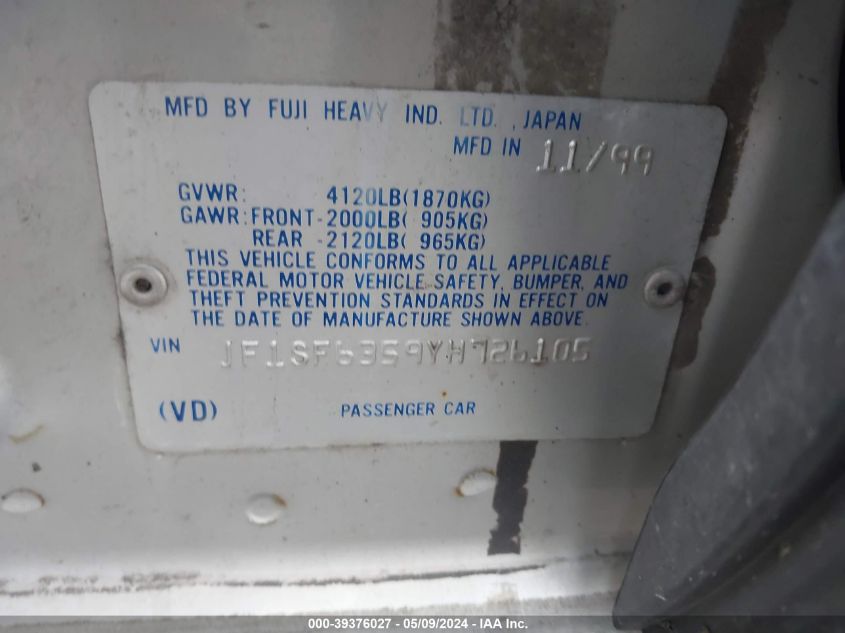 MFD BY FUJI HEAVY IND. LTD., JAPAN
MFD IN 11/99
GVWR: 4120LB(1870KG)
GAWR:FRONT-2000LB( 905KG)
REAR -2120LB( 965KG)
THIS VEHICLE CONFORMS TO ALL APPLICABLE
FEDERAL MOTOR VEHICLE SAFETY, BUMPER, AND
THEFT PREVENTION STANDARDS IN EFFECT ON
THE DATE OF MANUFACTURE SHOWN ABOVE.
VIN JF1SF6359YH726105
(VD) PASSENGER CAR
000-39376027 - 05/09/2024 - IAA Inc.